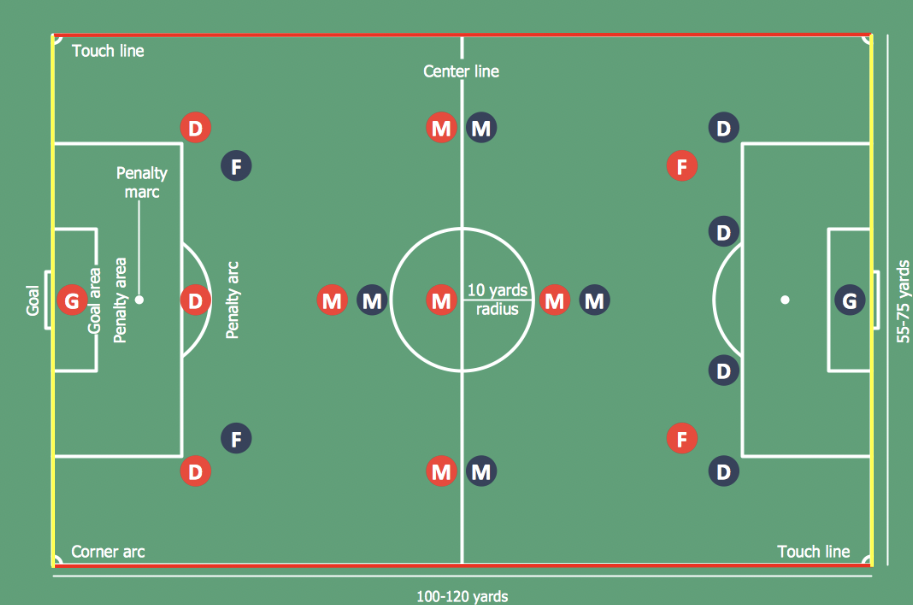 Touch line
Center line
D
M
M
D
F
F
Penalty
marc
D
Goal
G
Goal area
Penalty area
D
Penalty arc
M
M
M
10 yards
radius
M
M
G
55-75 yards
D
F
F
D
M
M
D
Corner arc
Touch line
100-120 yards